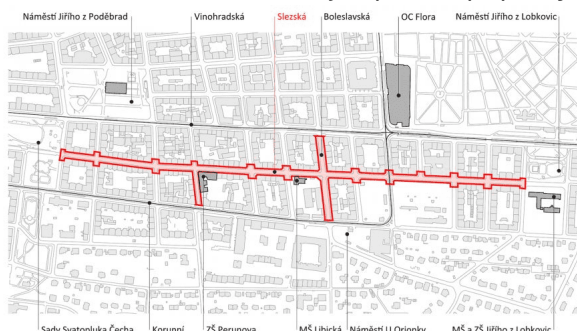 Náměstí Jiřího z Poděbrad
Vinohradská
Slezská
Boleslavská
OC Flora
Náměstí Jiřího z Lobkovic
Sady Svatopluka Čecha
Korunní
ZŠ Perunova
MŠ Libická
Náměstí U Orionky
MŠ a ZŠ Jiřího z Lobkovic